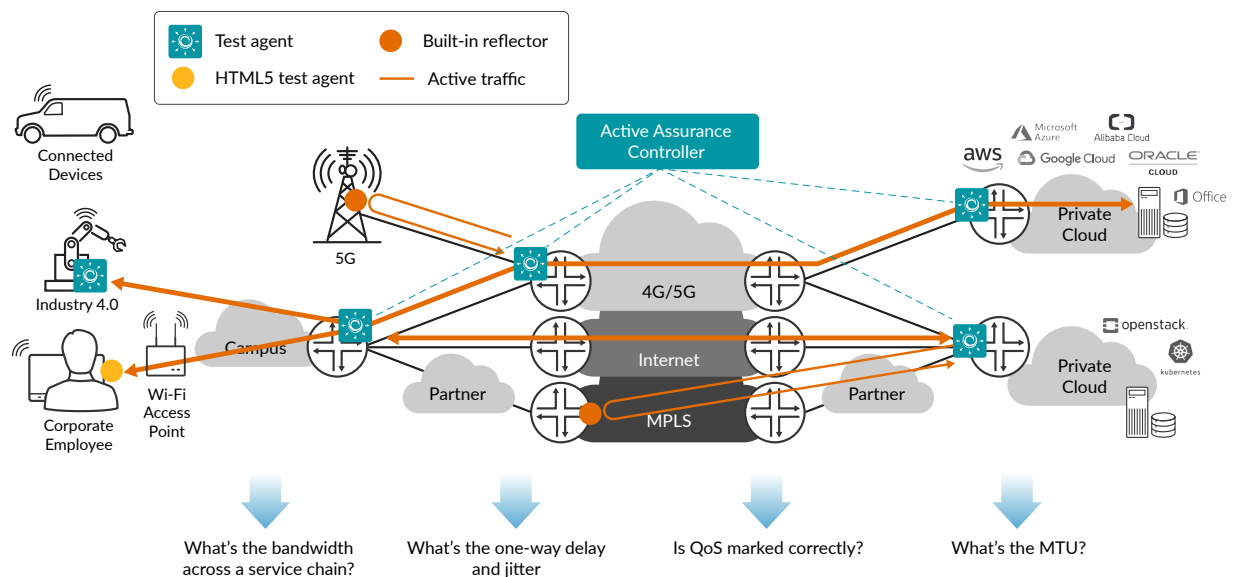 Test agent
Built-in reflector
HTML5 test agent
Active traffic
Connected
Devices
5G
Active Assurance
Controller
Microsoft
Azure
Alibaba Cloud
aws
Google Cloud
ORACLE
CLOUD
Office
Private
Cloud
Industry 4.0
4G/5G
Campus
Internet
openstack.
kubernetes
Private
Cloud
Partner
Partner
MPLS
Wi-Fi
Access
Point
Corporate
Employee
What's the bandwidth
across a service chain?
What's the one-way delay
and jitter
Is QoS marked correctly?
What's the MTU?